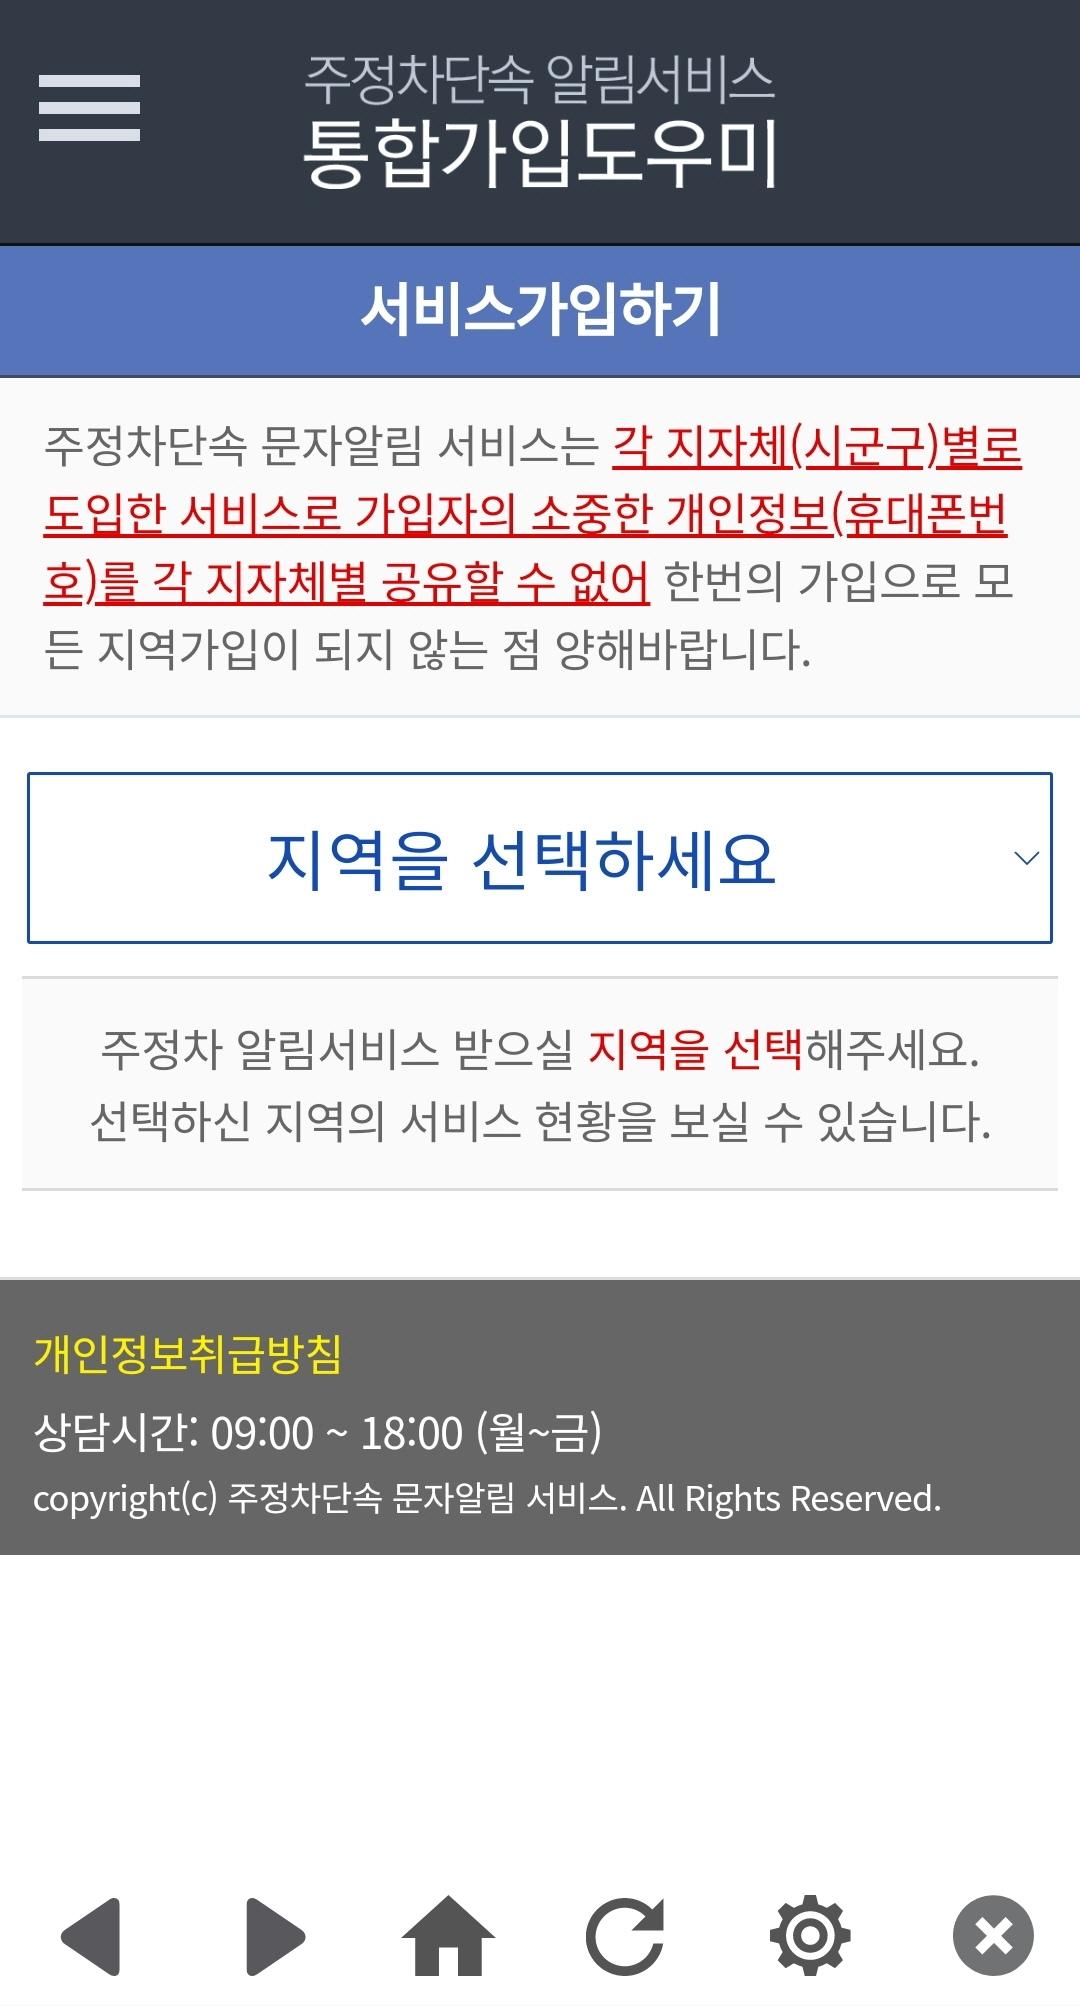 주정차단속 알림서비스
통합가입도우미
서비스가입하기
주정차단속 문자알림 서비스는 각 지자체(시군구)별로
도입한 서비스로 가입자의 소중한 개인정보(휴대폰번
호)를 각 지자체별 공유할 수 없어 한번의 가입으로 모
든 지역가입이 되지 않는 점 양해바랍니다.
지역을 선택하세요
주정차 알림서비스 받으실 지역을 선택해주세요.
선택하신 지역의 서비스 현황을 보실 수 있습니다.
개인정보취급방침
상담시간: 09:00 ~ 18:00 (월~금)
copyright(c) 주정차단속 문자알림 서비스. All Rights Reserved.